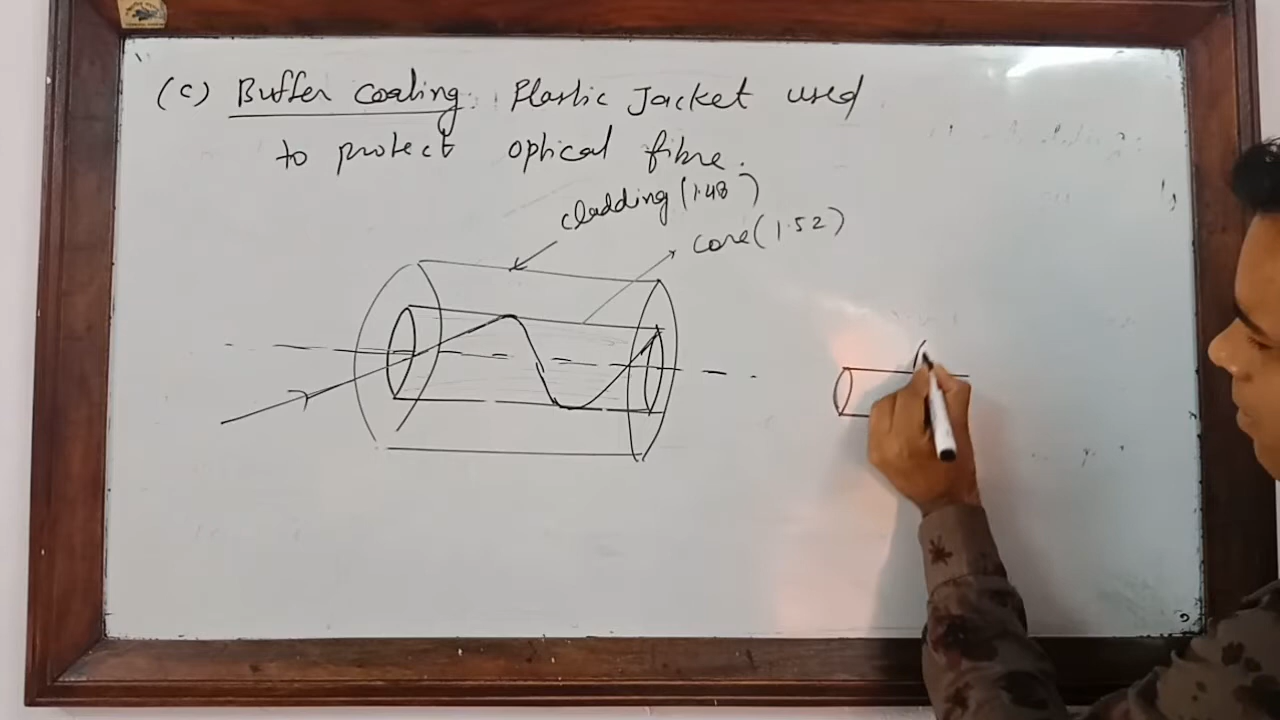 (c) Buffer Coating: Plastic Jacket used
to protect optical fibre.
cladding (1.48)
core (1.52)